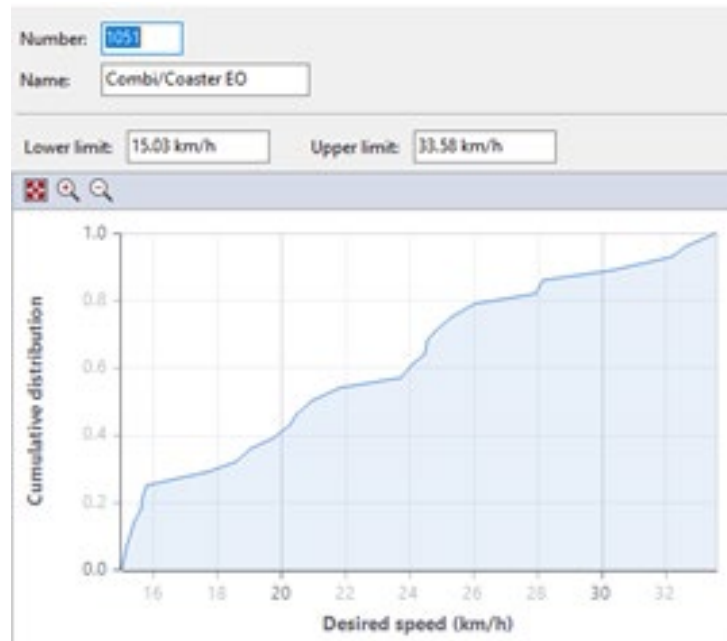 Number: 1051
Name: Combi/Coaster EO
Lower limit: 15.03 km/h Upper limit: 33.58 km/h
1.0
0.8
0.6
0.4
0.2
0.0
16 18 20 22 24 26 28 30 32
Cumulative distribution
Desired speed (km/h)